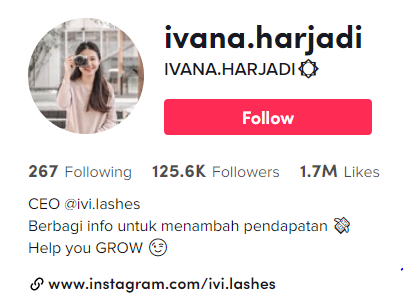 ivana.harjadi
IVANA.HARJADI
Follow
267 Following 125.6K Followers 1.7M Likes
CEO @ivi.lashes
Berbagi info untuk menambah pendapatan 💸
Help you GROW 😉
www.instagram.com/ivi.lashes